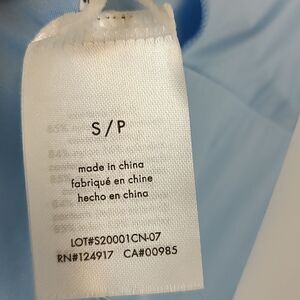 S/P
made in china
fabriqué en chine
hecho en china
LOT#S20001CN-07
RN#124917 CA#00985